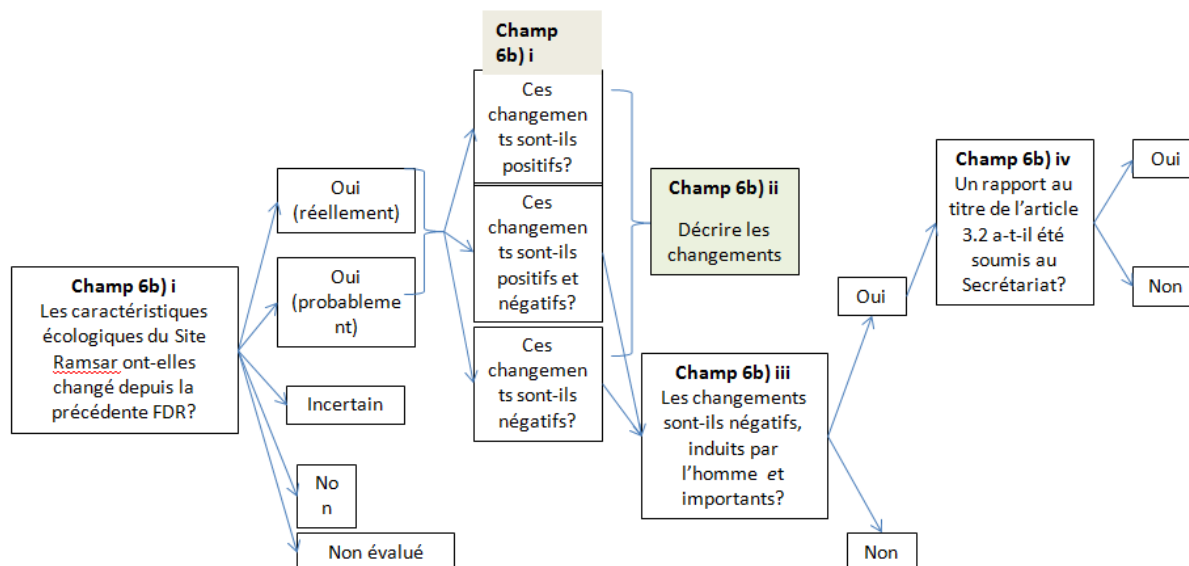 Champ 6b) i
Les caractéristiques
écologiques du Site
Ramsar ont-elles
changé depuis la
précédente FDR?
Oui
(réellement)
Oui
(probableme
nt)
Incertain
No
n
Non évalué
Champ
6b) i
Ces
changemen
ts sont-ils
positifs?
Ces
changemen
ts sont-ils
positifs et
négatifs?
Ces
changemen
ts sont-ils
négatifs?
Champ 6b) ii
Décrire les
changements
Champ 6b) iii
Les changements
sont-ils négatifs,
induits par
l'homme et
importants?
Oui
Non
Champ 6b) iv
Un rapport au
titre de l'article
3.2 a-t-il été
soumis au
Secrétariat?
Oui
Non